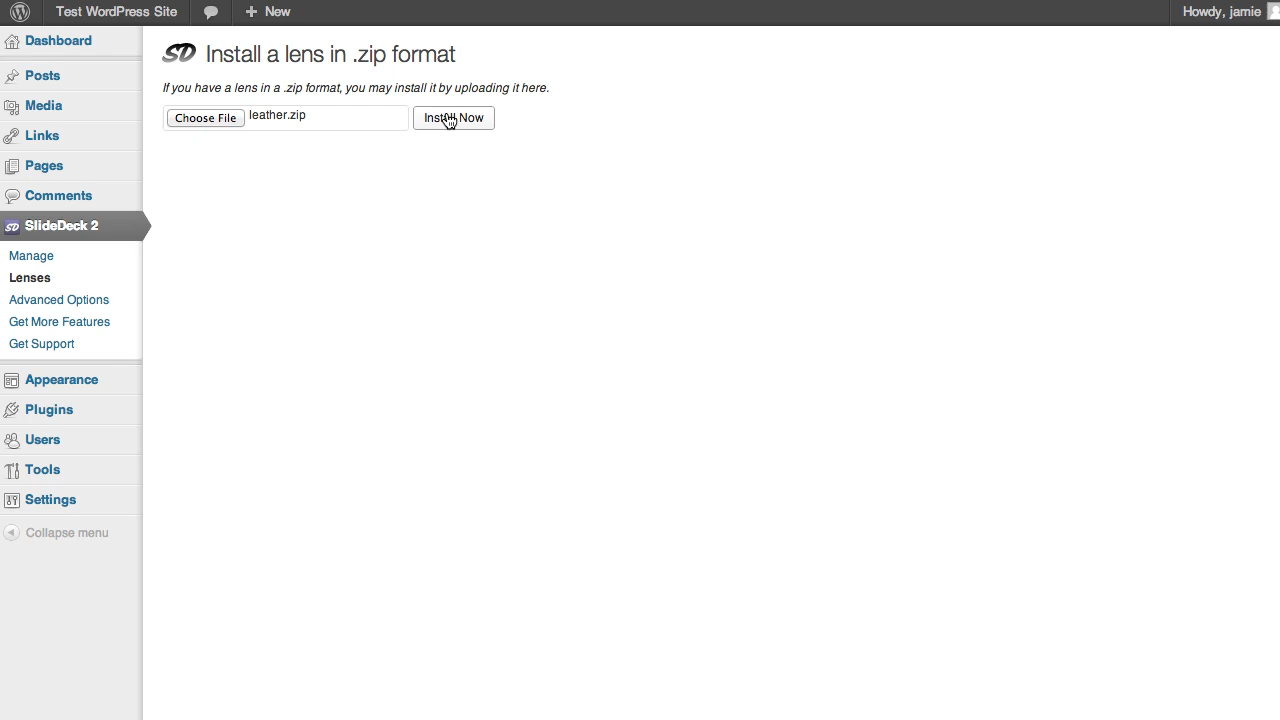 Test WordPress Site
New
Howdy, jamie
Dashboard
Posts
Media
Links
Pages
Comments
SD SlideDeck 2
Manage
Lenses
Advanced Options
Get More Features
Get Support
Appearance
Plugins
Users
Tools
Settings
Collapse menu
SD Install a lens in .zip format
If you have a lens in a .zip format, you may install it by uploading it here.
Choose File leather.zip Install Now